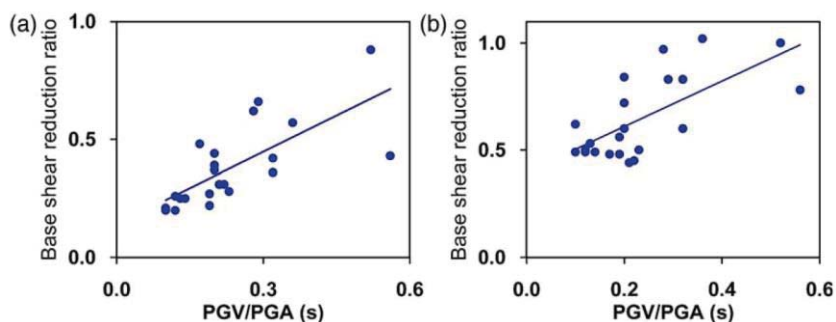 (a)
Base shear reduction ratio
1.0
0.5
0.0
0.0 0.3 0.6
PGV/PGA (s)
(b)
Base shear reduction ratio
1.0
0.5
0.0
0.0 0.2 0.4 0.6
PGV/PGA (s)